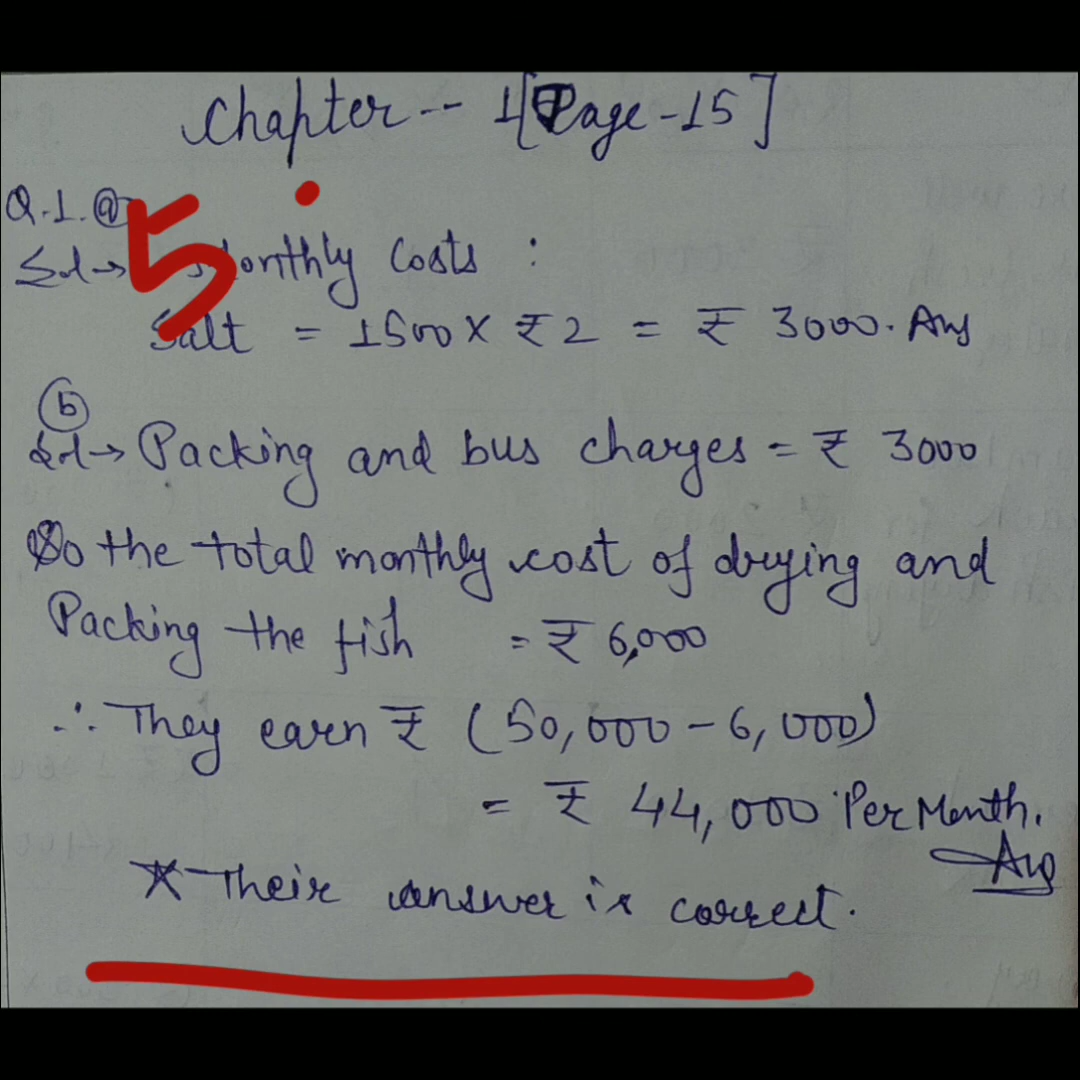 Chapter -- 1 [Page -15]
Q.1. (a)
5.
Sol→ Monthly Costs :
Salt = 1500 X ₹ 2 = ₹ 3000. Ans
(b)
Sol→ Packing and bus charges = ₹ 3000
So the total monthly cost of drying and
Packing the fish = ₹ 6,000
∴ They earn ₹ (50,000 - 6,000)
= ₹ 44,000 Per Month.
Ans
* Their answer is correct.